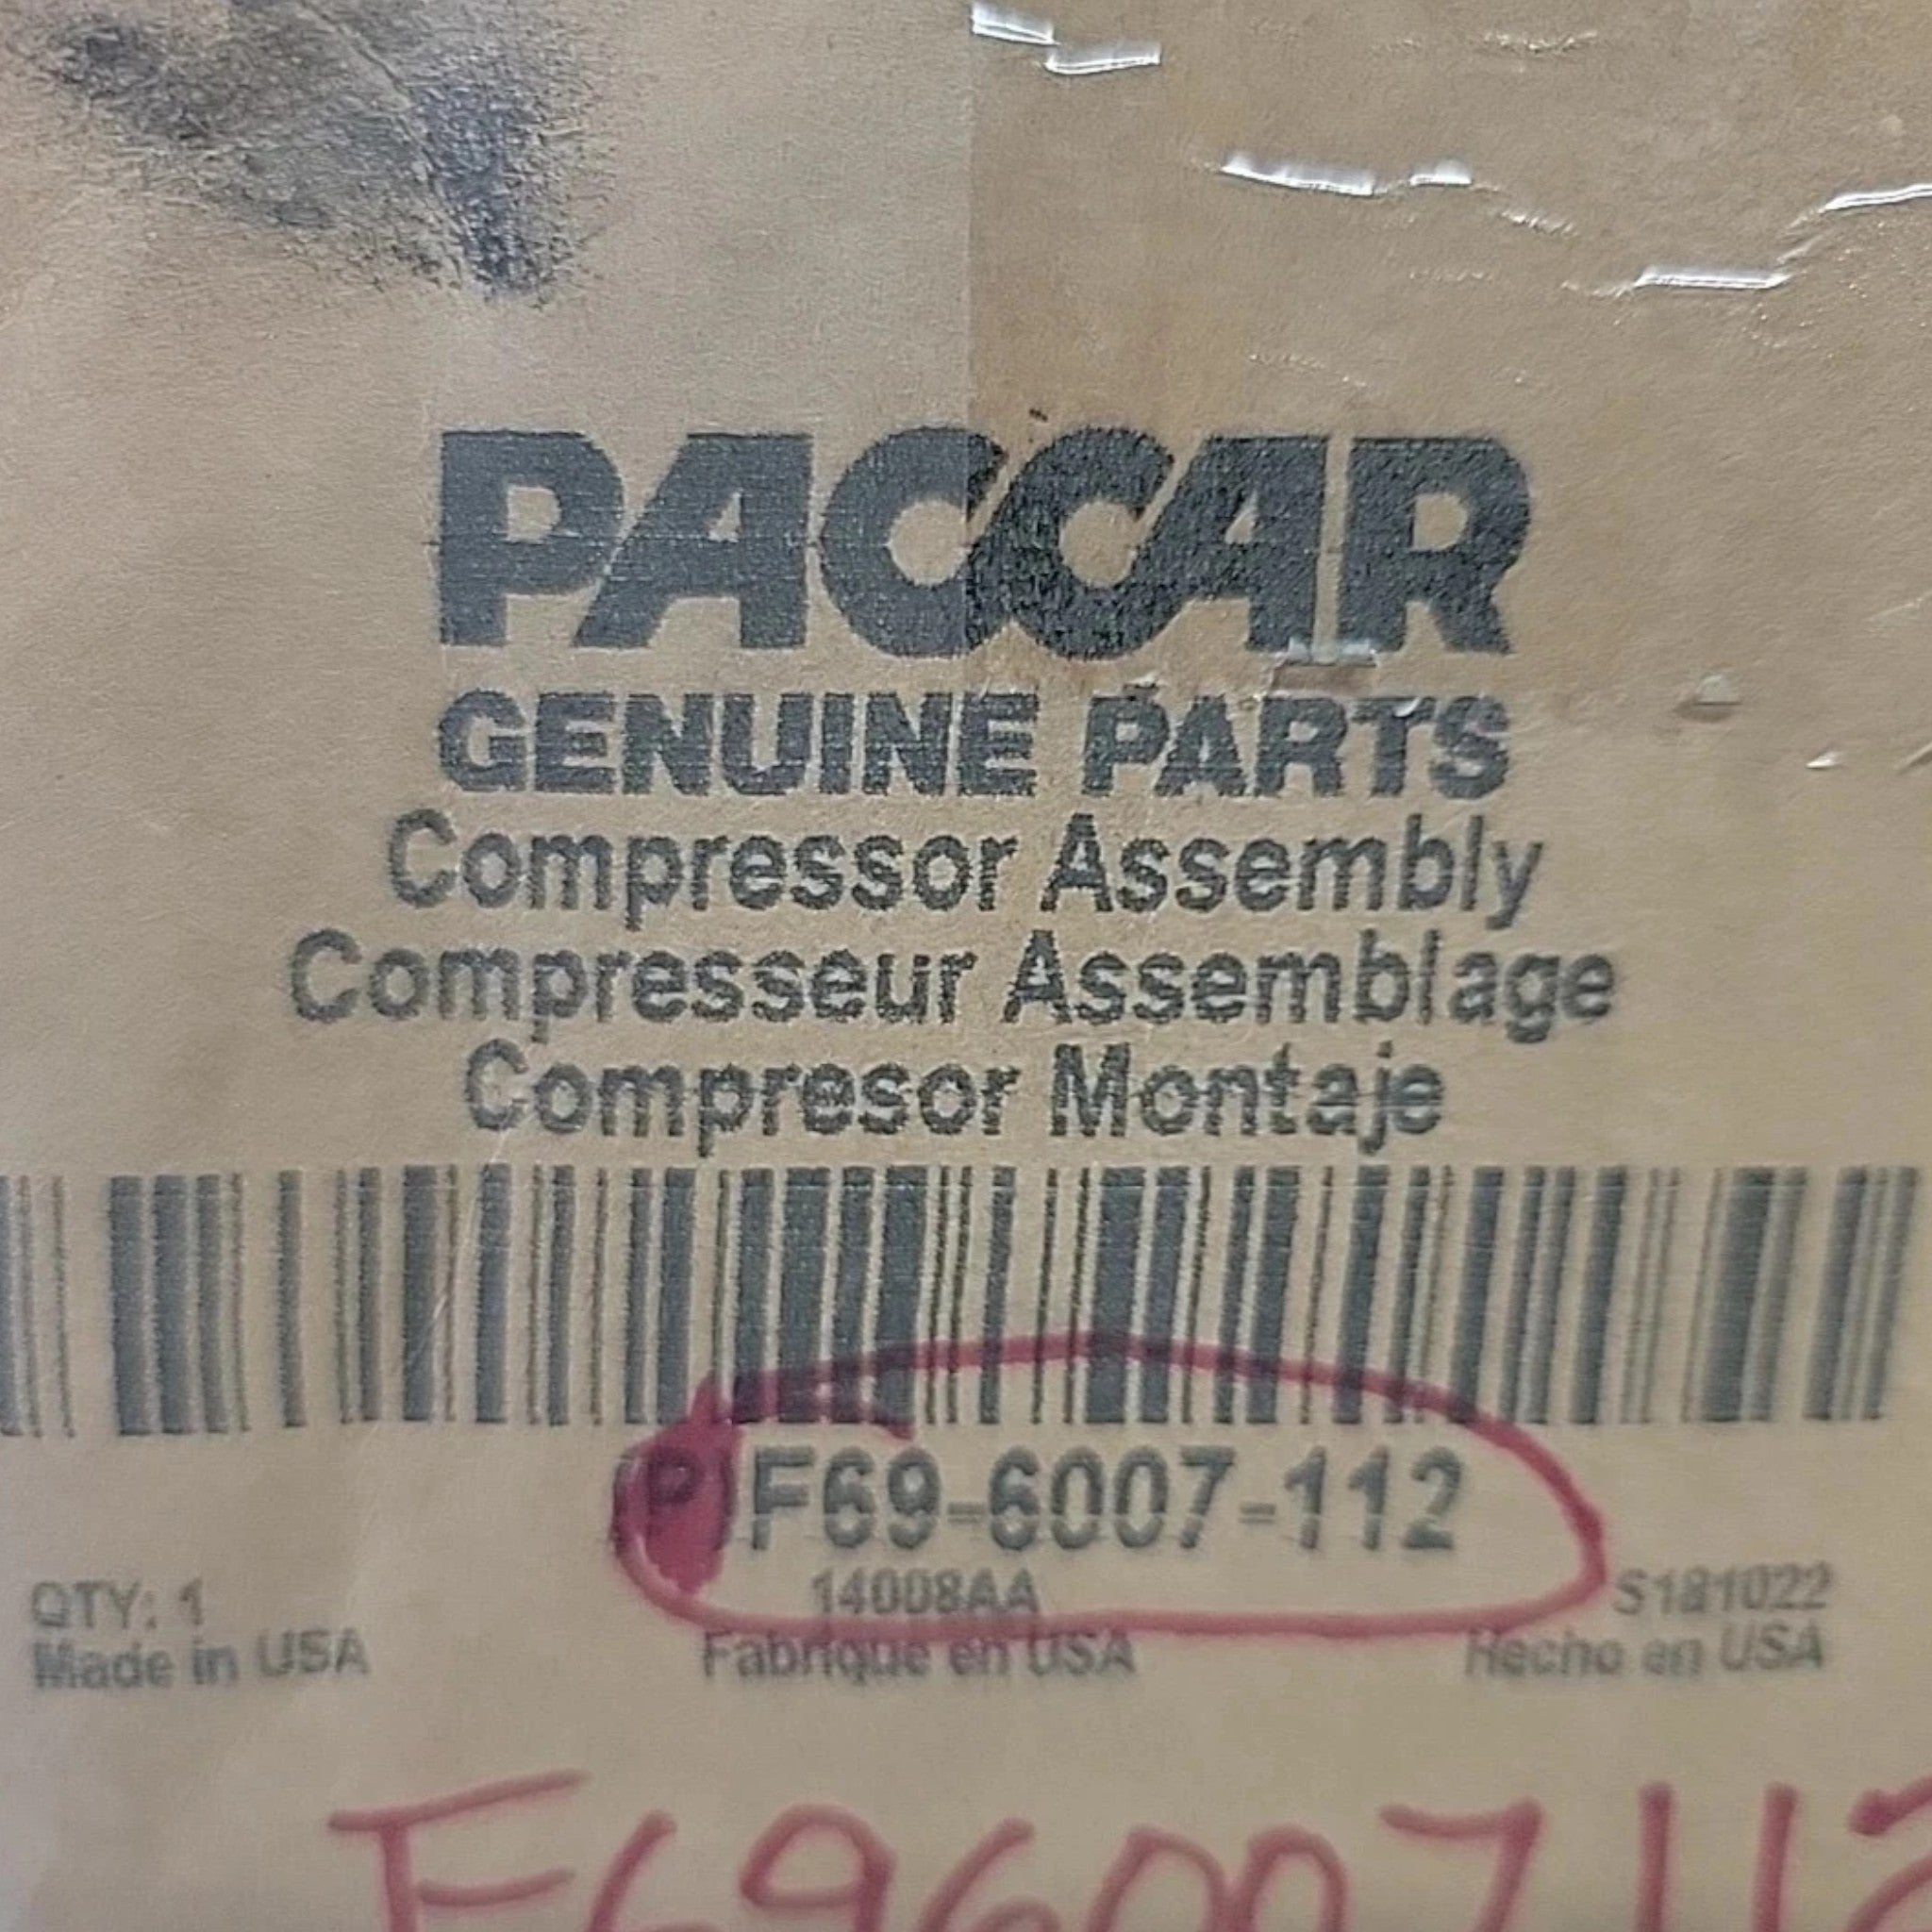 PACCAR
GENUINE PARTS
Compressor Assembly
Compresseur Assemblage
Compresor Montaje
(P)F69-6007-112
QTY: 1 14008AA S181022
Made in USA Fabrique en USA Hecho en USA
F696007112